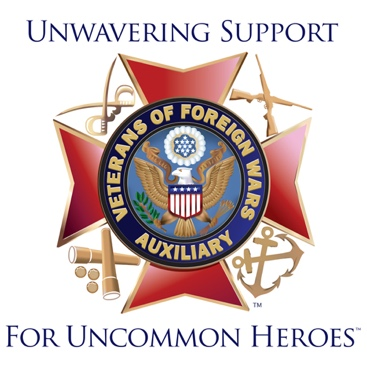 UNWAVERING SUPPORT
VETERANS OF FOREIGN WARS
AUXILIARY
TM
FOR UNCOMMON HEROES™